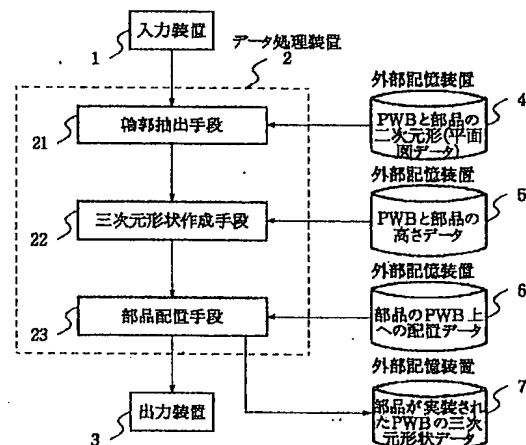 入力装置
1
データ処理装置
2
輪郭抽出手段
21
三次元形状作成手段
22
部品配置手段
23
出力装置
3
外部記憶装置
4
PWBと部品の
二次元形(平面
図データ)
外部記憶装置
5
PWBと部品の
高さデータ
外部記憶装置
6
部品のPWB上
への配置データ
外部記憶装置
7
部品が実装され
たPWBの三次
元形状データ